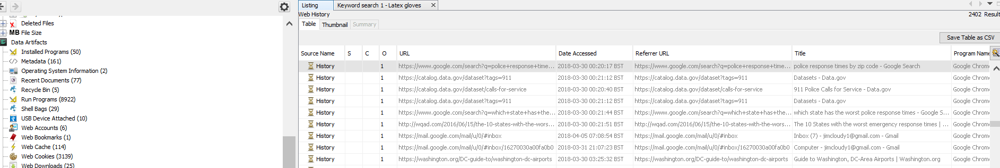 Listing Keyword search 1 - Latex gloves
Web History 2402 Result
Table Thumbnail Summary
Save Table as CSV
Deleted Files
MB File Size
Data Artifacts
Installed Programs (50)
Metadata (161)
Operating System Information (2)
Recent Documents (77)
Recycle Bin (5)
Run Programs (8922)
Shell Bags (29)
USB Device Attached (10)
Web Accounts (6)
Web Bookmarks (1)
Web Cache (114)
Web Cookies (3139)
Web Downloads (25)
Source Name S C O URL Date Accessed Referrer URL Title Program Name
History 1 https://www.google.com/search?q=police+response+time... 2018-03-30 00:20:17 BST https://www.google.com/search?q=police+response+time... police response times by zip code - Google Search Google Chrom
History 1 https://catalog.data.gov/dataset?tags=911 2018-03-30 00:21:12 BST https://catalog.data.gov/dataset?tags=911 Datasets - Data.gov Google Chrom
History 1 https://catalog.data.gov/dataset/calls-for-service 2018-03-30 00:20:40 BST https://catalog.data.gov/dataset/calls-for-service 911 Police Calls for Service - Data.gov Google Chrom
History 1 https://catalog.data.gov/dataset?tags=911 2018-03-30 00:21:12 BST https://catalog.data.gov/dataset?tags=911 Datasets - Data.gov Google Chrom
History 1 https://www.google.com/search?q=which+state+has+the... 2018-03-30 00:21:44 BST https://www.google.com/search?q=which+state+has+the... which state has the worst police response times - Google S... Google Chrom
History 1 http://wqad.com/2016/06/15/the-10-states-with-the-wors... 2018-03-30 00:21:51 BST http://wqad.com/2016/06/15/the-10-states-with-the-wors... The 10 States with the worst emergency response times | ... Google Chrom
History 1 https://mail.google.com/mail/u/0/#inbox 2018-04-05 07:08:54 BST https://mail.google.com/mail/u/0/#inbox Inbox (7) - jimcloudy1@gmail.com - Gmail Google Chrom
History 1 https://mail.google.com/mail/u/0/#inbox/16270030a00fa0b0 2018-03-31 21:07:23 BST https://mail.google.com/mail/u/0/#inbox/16270030a00fa0b0 Computer - jimcloudy1@gmail.com - Gmail Google Chrom
History 1 https://washington.org/DC-guide-to/washington-dc-airports 2018-03-30 03:25:32 BST https://washington.org/DC-guide-to/washington-dc-airports Guide to Washington, DC-Area Airports | Washington.org Google Chrom